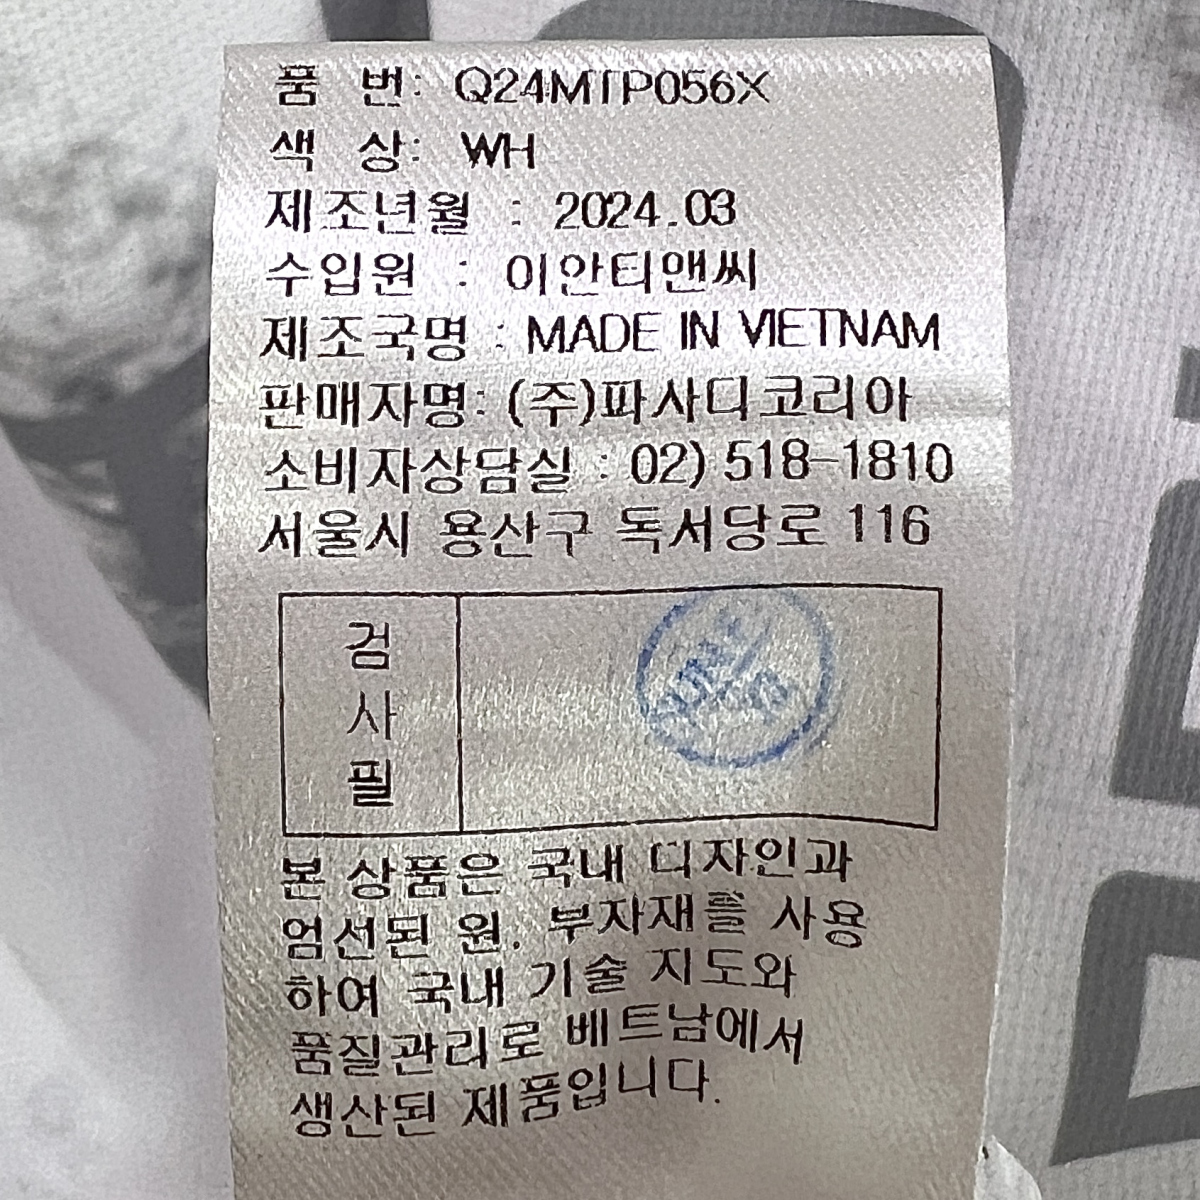 품 번: Q24MTP056X
색 상: WH
제조년월 : 2024.03
수입원 : 이안티앤씨
제조국명 : MADE IN VIETNAM
판매자명: (주)파사디코리아
소비자상담실 : 02) 518-1810
서울시 용산구 독서당로 116
검
사
필
본 상품은 국내 디자인과
엄선된 원. 부자재를 사용
하여 국내 기술 지도와
품질관리로 베트남에서
생산된 제품입니다.